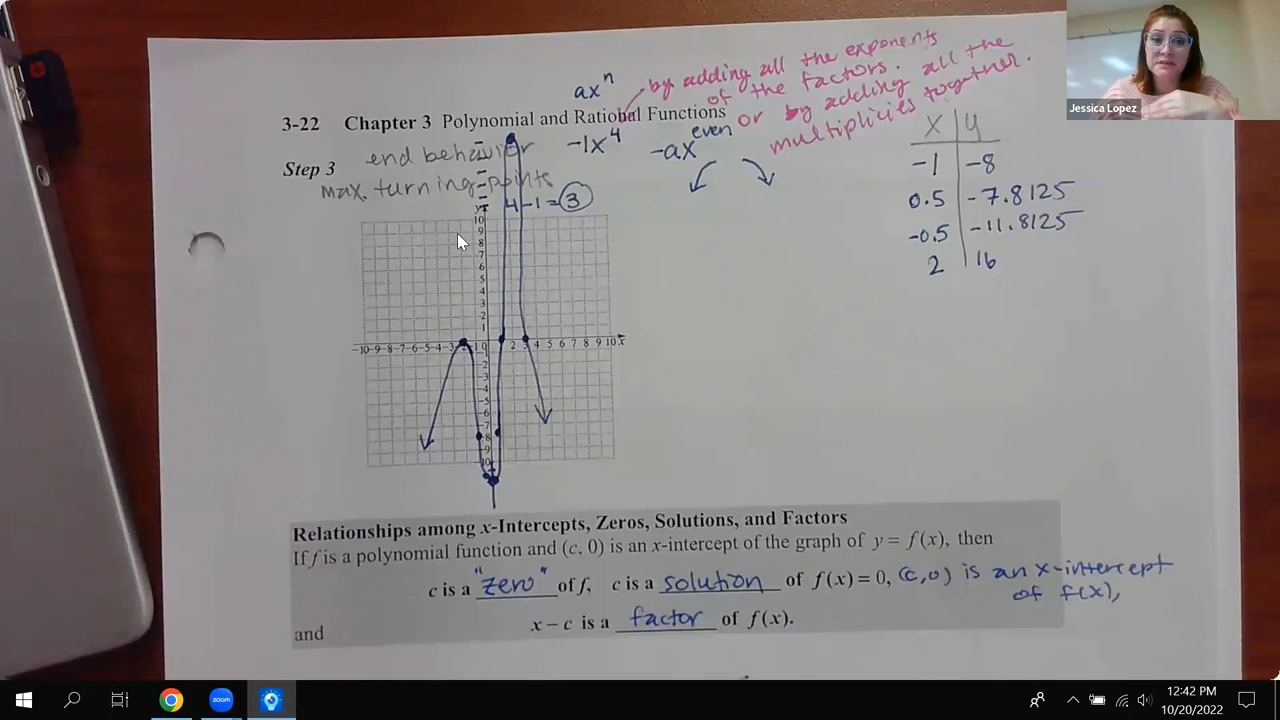 ax^n
by adding all the exponents
of the factors.
or by adding all the
multiplicies together.
3-22 Chapter 3 Polynomial and Rational Functions
Step 3 end behavior -1x^4 -ax^even
max. turning points
4-1=3
x y
-1 -8
0.5 -7.8125
-0.5 -11.8125
2 16
Relationships among x-Intercepts, Zeros, Solutions, and Factors
If f is a polynomial function and (c, 0) is an x-intercept of the graph of y = f(x), then
c is a "zero" of f, c is a solution of f(x) = 0, (c,0) is an x-intercept
of f(x),
and x – c is a factor of f(x).
Jessica Lopez
zoom
12:42 PM
10/20/2022